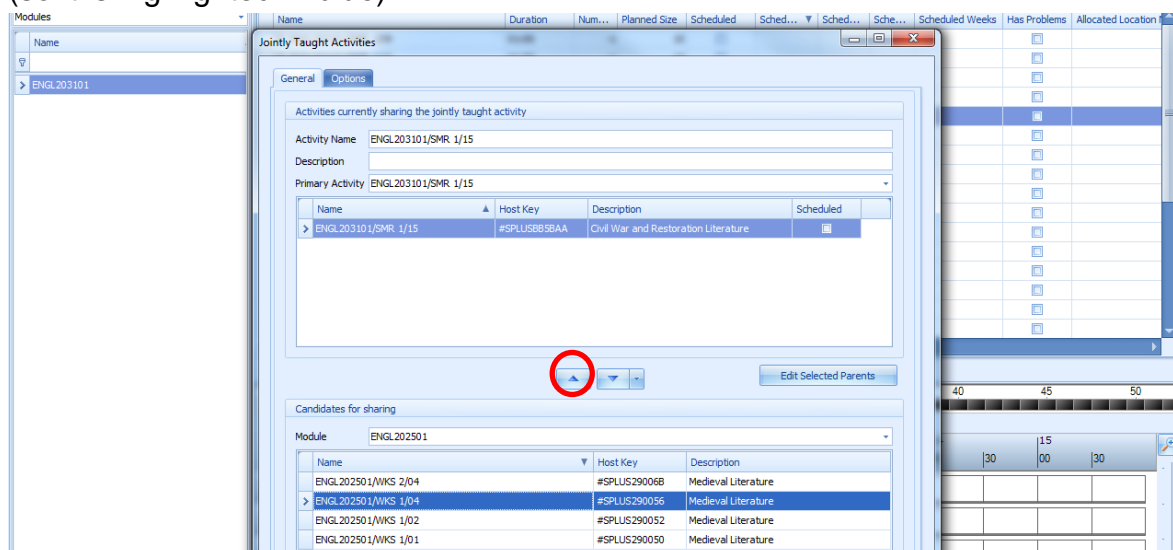 Modules
Name
ENGL203101
Name Duration Num... Planned Size Scheduled Sched... Sched... Sche... Scheduled Weeks Has Problems
Jointly Taught Activities
General Options
Activities currently sharing the jointly taught activity
Activity Name ENGL203101/SMR 1/15
Description
Primary Activity ENGL203101/SMR 1/15
Name Host Key Description Scheduled
ENGL203101/SMR 1/15 #SPLUSBB5BAA Civil War and Restoration Literature
Edit Selected Parents
Candidates for sharing
Module ENGL202501
Name Host Key Description
ENGL202501/WKS 2/04 #SPLUS29006B Medieval Literature
ENGL202501/WKS 1/04 #SPLUS290056 Medieval Literature
ENGL202501/WKS 1/02 #SPLUS290052 Medieval Literature
ENGL202501/WKS 1/01 #SPLUS290050 Medieval Literature
Allocated Location
40 45 50
15
30 00 30